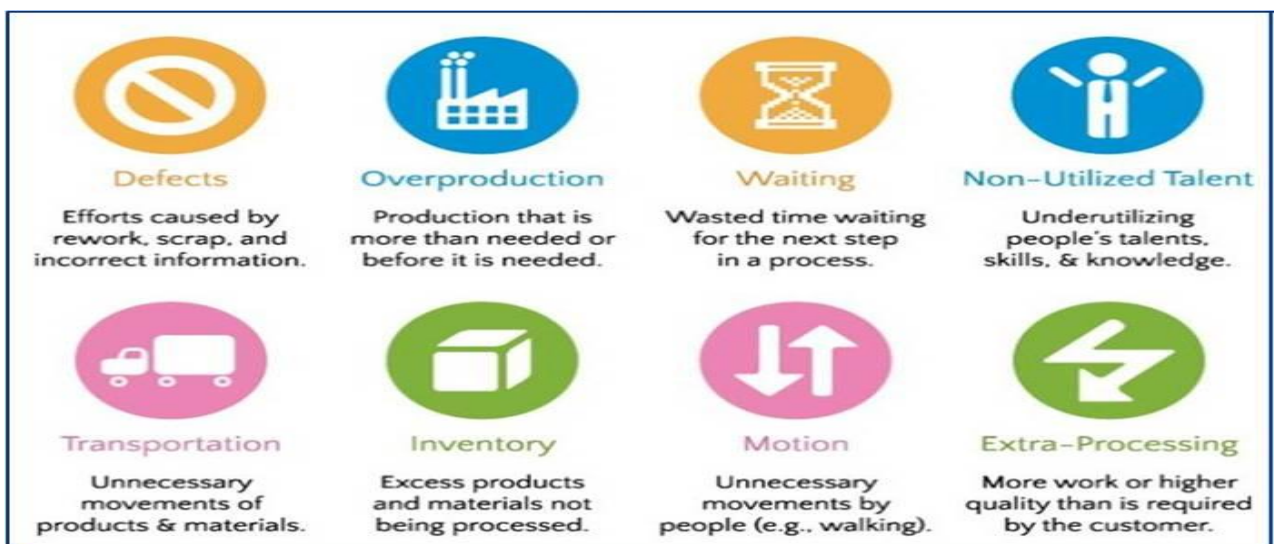 Defects
Efforts caused by
rework, scrap, and
incorrect information.
Overproduction
Production that is
more than needed or
before it is needed.
Waiting
Wasted time waiting
for the next step
in a process.
Non-Utilized Talent
Underutilizing
people's talents,
skills, & knowledge.
Transportation
Unnecessary
movements of
products & materials.
Inventory
Excess products
and materials not
being processed.
Motion
Unnecessary
movements by
people (e.g., walking).
Extra-Processing
More work or higher
quality than is required
by the customer.